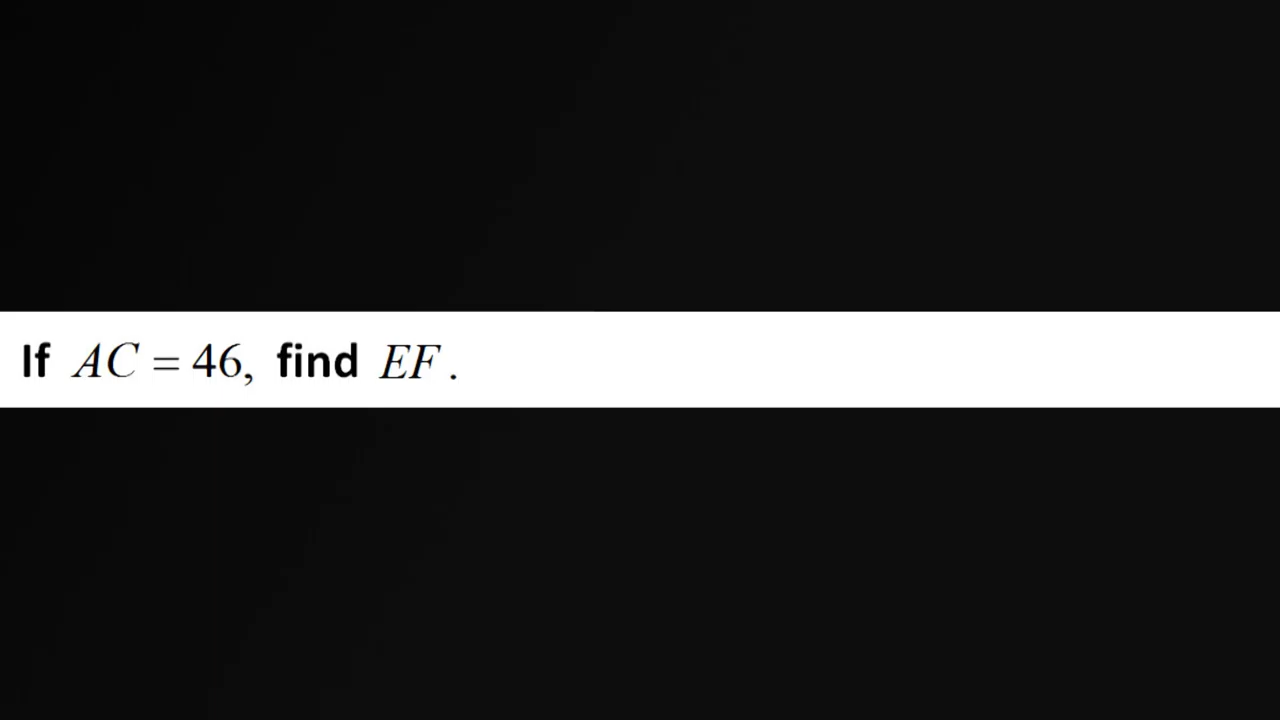 If AC = 46, find EF.